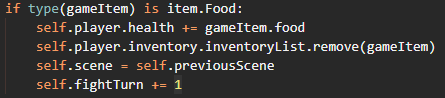 if type(gameItem) is item.Food:
    self.player.health += gameItem.food
    self.player.inventory.inventoryList.remove(gameItem)
    self.scene = self.previousScene
    self.fightTurn += 1